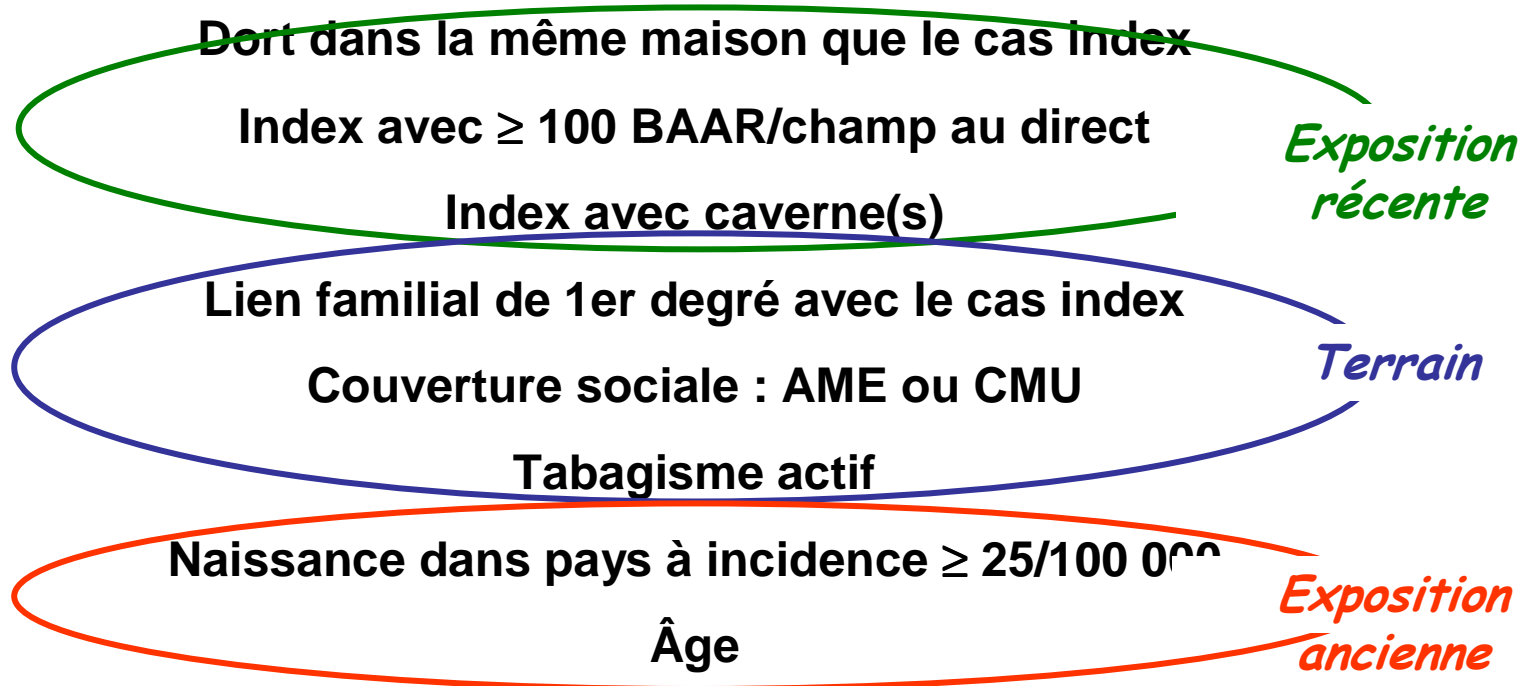 Dort dans la même maison que le cas index
Index avec ≥ 100 BAAR/champ au direct
Index avec caverne(s)
Exposition
récente
Lien familial de 1er degré avec le cas index
Couverture sociale : AME ou CMU
Tabagisme actif
Terrain
Naissance dans pays à incidence ≥ 25/100 000
Âge
Exposition
ancienne